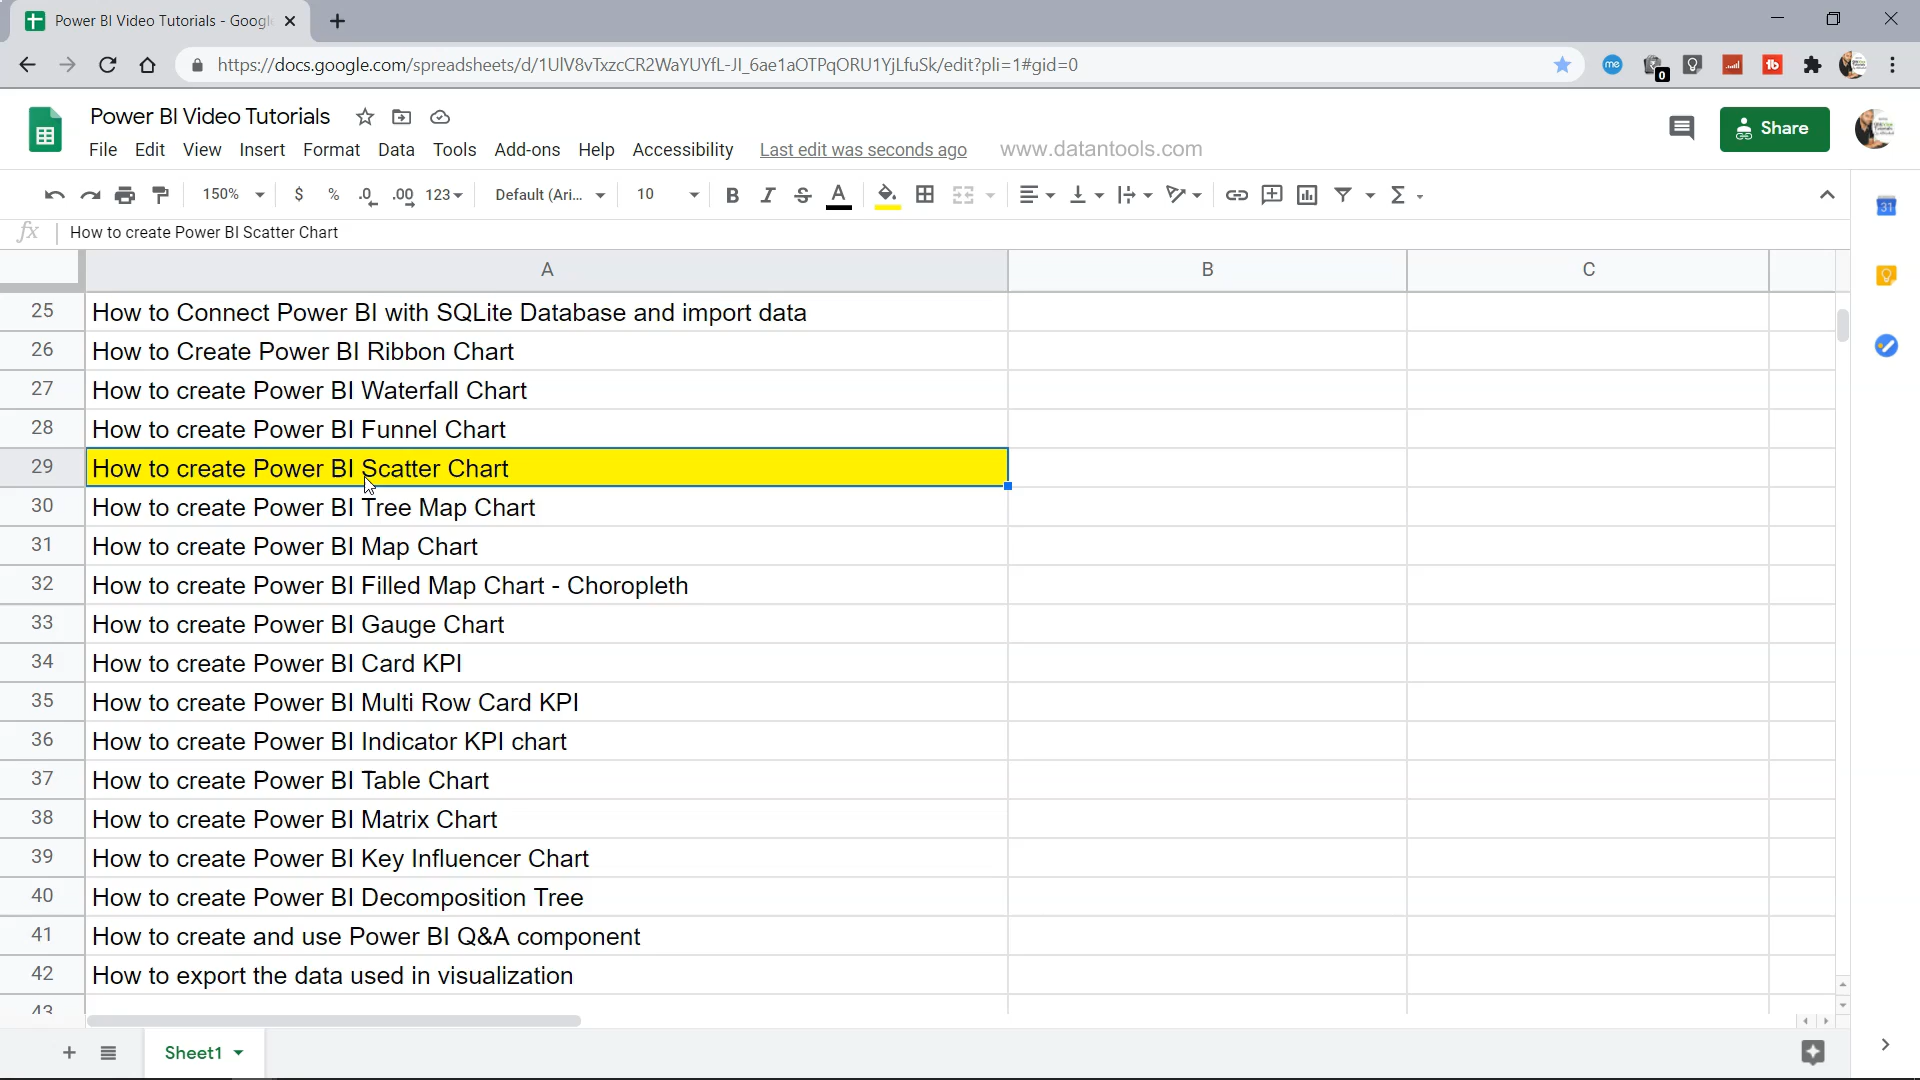 Power BI Video Tutorials - Googl
https://docs.google.com/spreadsheets/d/1UlV8vTxzcCR2WaYUYfL-JI_6ae1aOTPqORU1YjLfuSk/edit?pli=1#gid=0
me
0
tb
Power BI Video Tutorials
File Edit View Insert Format Data Tools Add-ons Help Accessibility Last edit was seconds ago www.datantools.com
Share
150% $ % .0 .00 123 Default (Ari... 10 B I S A Σ
31
fx How to create Power BI Scatter Chart
A B C
25 How to Connect Power BI with SQLite Database and import data
26 How to Create Power BI Ribbon Chart
27 How to create Power BI Waterfall Chart
28 How to create Power BI Funnel Chart
29 How to create Power BI Scatter Chart
30 How to create Power BI Tree Map Chart
31 How to create Power BI Map Chart
32 How to create Power BI Filled Map Chart - Choropleth
33 How to create Power BI Gauge Chart
34 How to create Power BI Card KPI
35 How to create Power BI Multi Row Card KPI
36 How to create Power BI Indicator KPI chart
37 How to create Power BI Table Chart
38 How to create Power BI Matrix Chart
39 How to create Power BI Key Influencer Chart
40 How to create Power BI Decomposition Tree
41 How to create and use Power BI Q&A component
42 How to export the data used in visualization
43
Sheet1